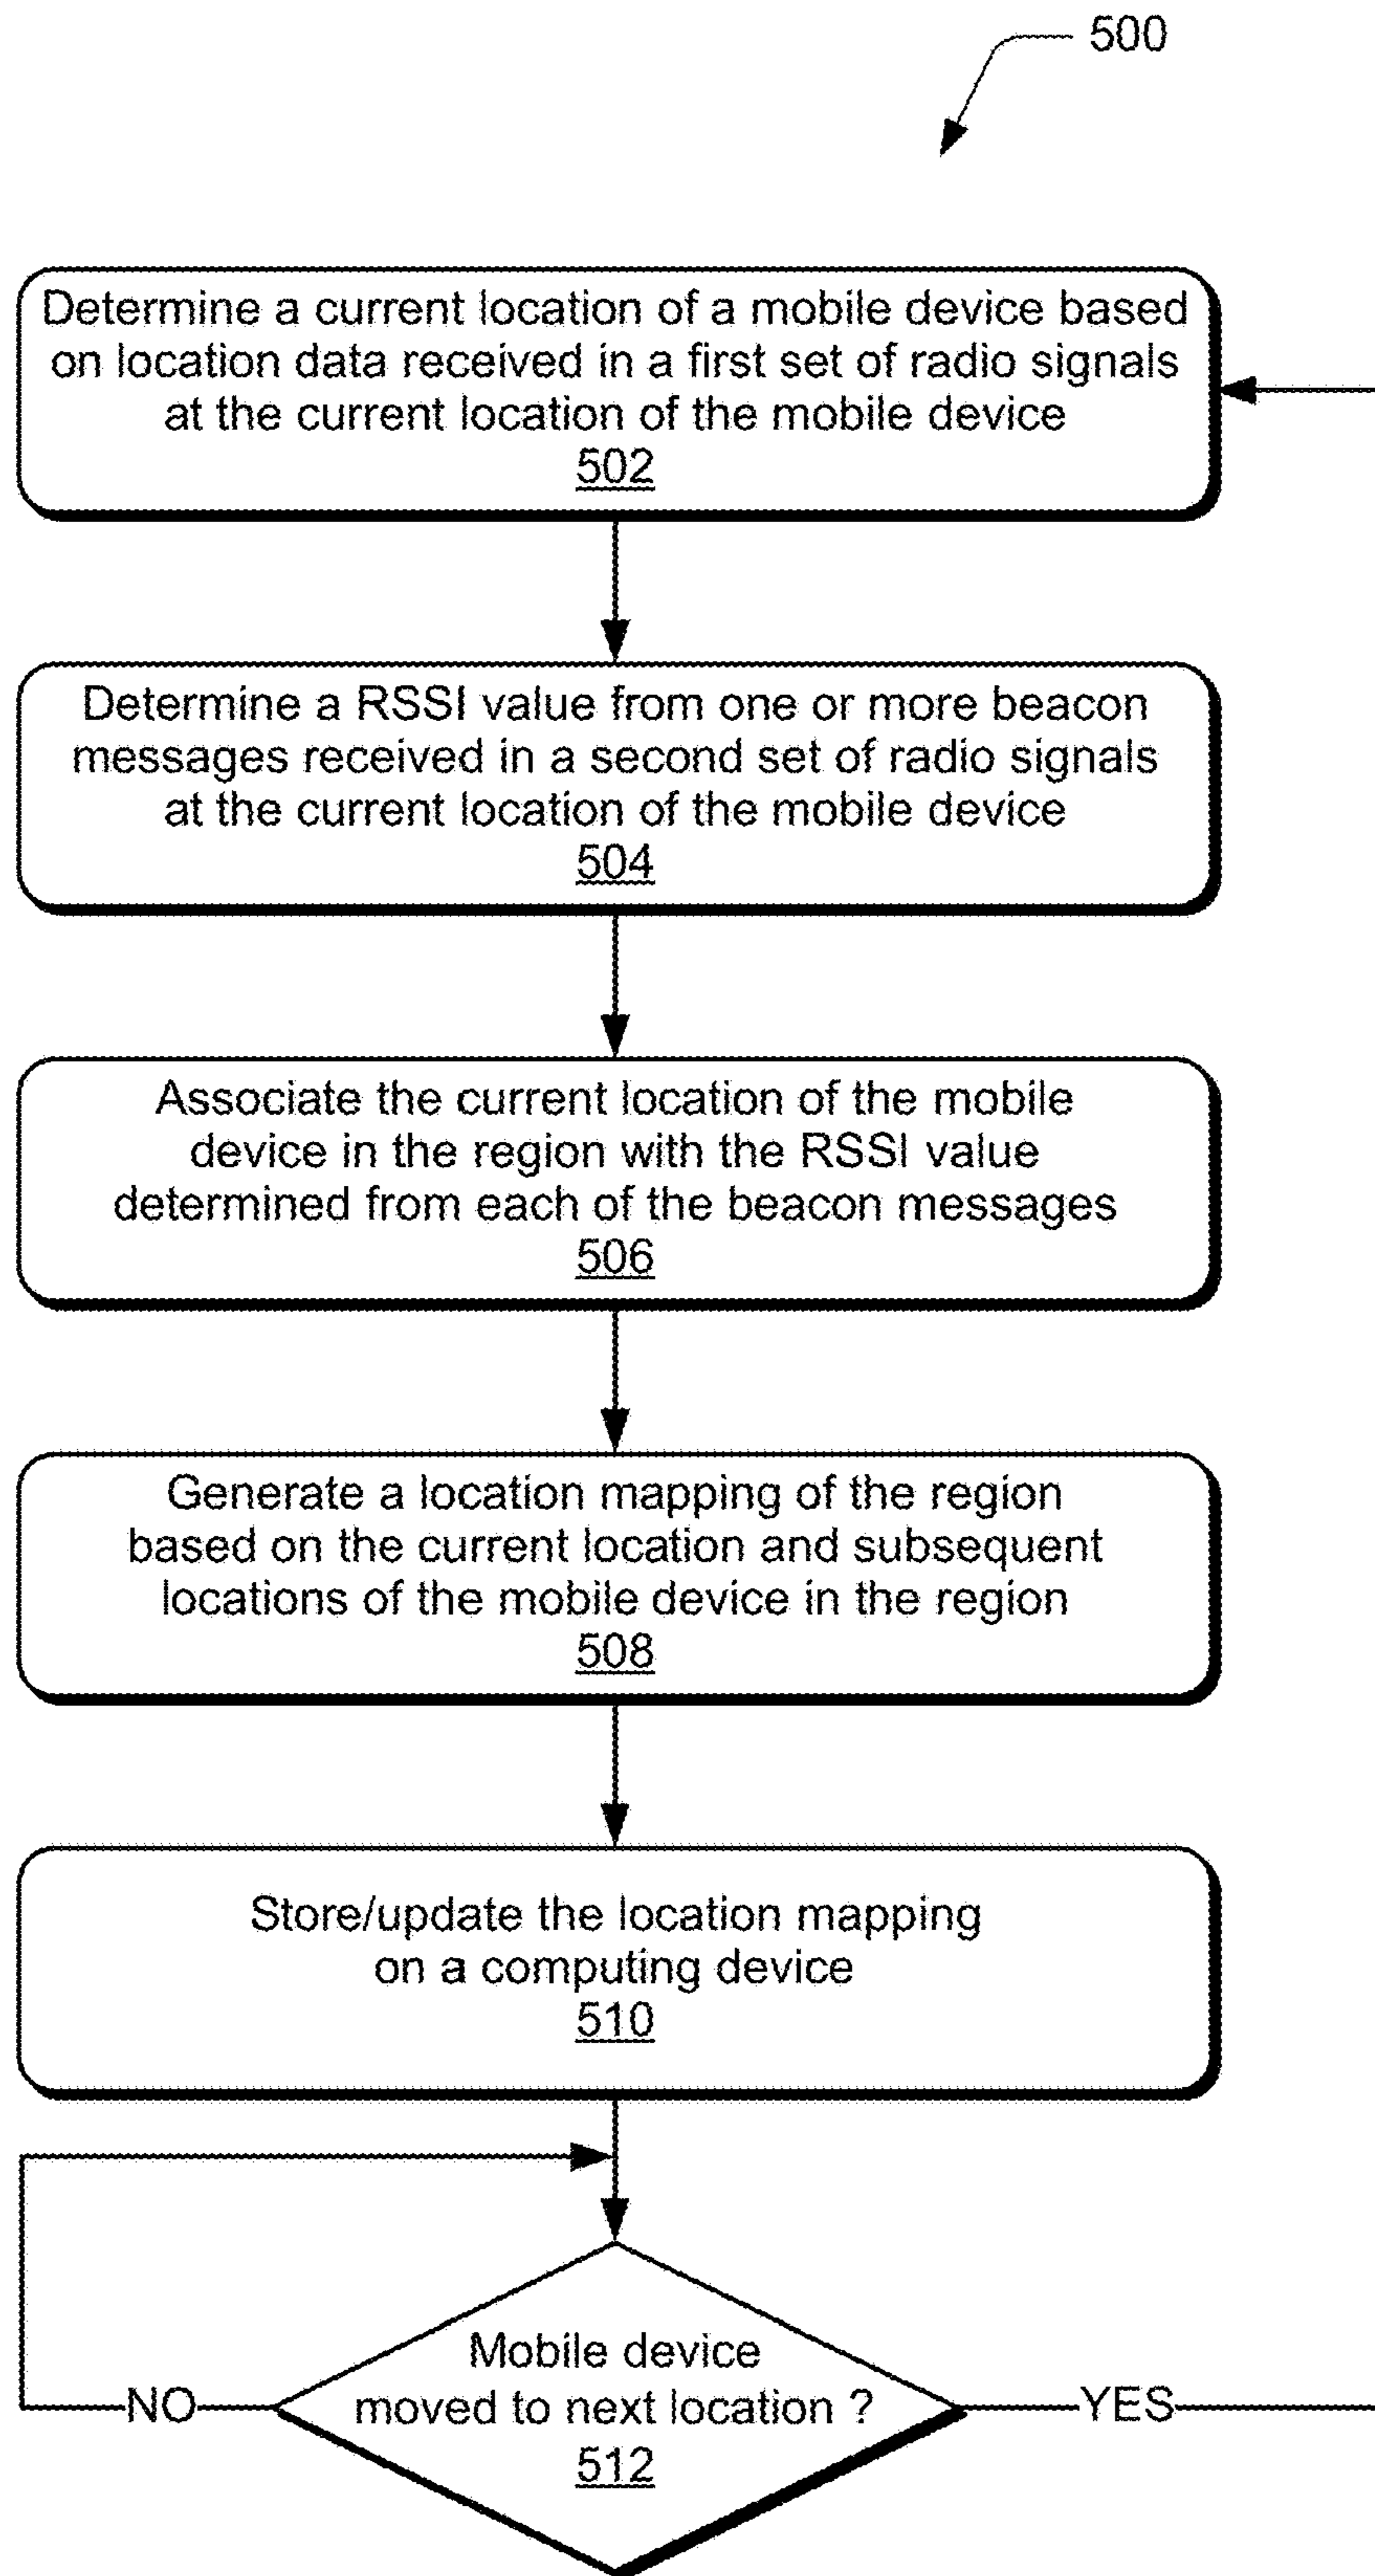 500
Determine a current location of a mobile device based
on location data received in a first set of radio signals
at the current location of the mobile device
502
Determine a RSSI value from one or more beacon
messages received in a second set of radio signals
at the current location of the mobile device
504
Associate the current location of the mobile
device in the region with the RSSI value
determined from each of the beacon messages
506
Generate a location mapping of the region
based on the current location and subsequent
locations of the mobile device in the region
508
Store/update the location mapping
on a computing device
510
Mobile device
moved to next location ?
512
NO
YES